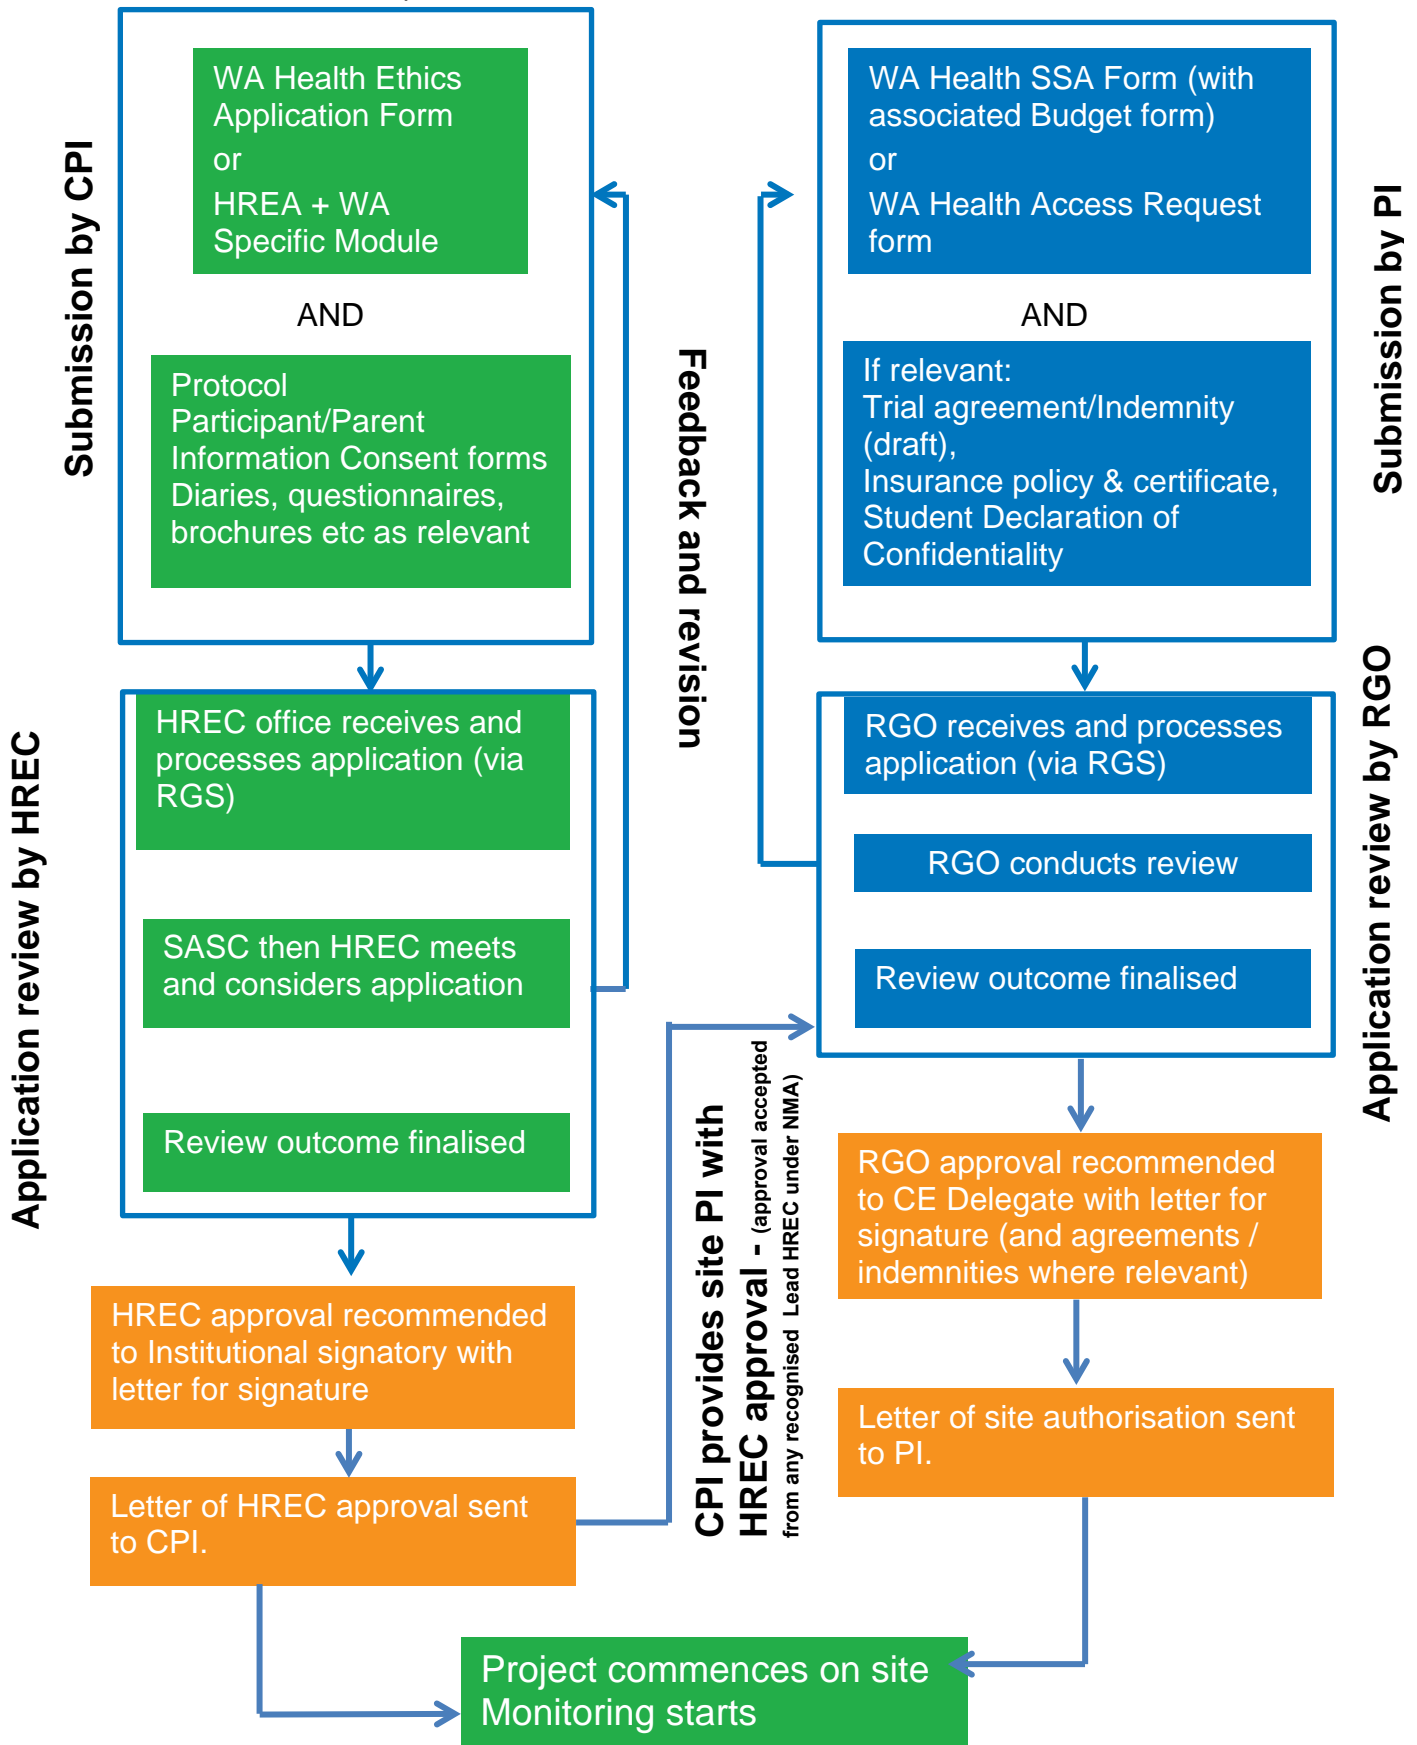 Submission by CPI
WA Health Ethics
Application Form
or
HREA + WA
Specific Module
AND
Protocol
Participant/Parent
Information Consent forms
Diaries, questionnaires,
brochures etc as relevant
Application review by HREC
HREC office receives and
processes application (via
RGS)
SASC then HREC meets
and considers application
Review outcome finalised
HREC approval recommended
to Institutional signatory with
letter for signature
Letter of HREC approval sent
to CPI.
Feedback and revision
CPI provides site PI with
HREC approval - (approval accepted
from any recognised Lead HREC under NMA)
WA Health SSA Form (with
associated Budget form)
or
WA Health Access Request
form
AND
If relevant:
Trial agreement/Indemnity
(draft),
Insurance policy & certificate,
Student Declaration of
Confidentiality
Submission by PI
RGO receives and processes
application (via RGS)
RGO conducts review
Review outcome finalised
Application review by RGO
RGO approval recommended
to CE Delegate with letter for
signature (and agreements /
indemnities where relevant)
Letter of site authorisation sent
to PI.
Project commences on site
Monitoring starts